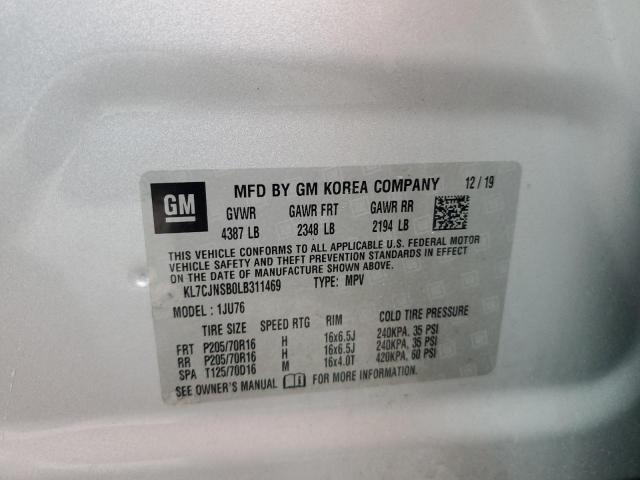 GM MFD BY GM KOREA COMPANY 12 / 19
GVWR GAWR FRT GAWR RR
4387 LB 2348 LB 2194 LB
THIS VEHICLE CONFORMS TO ALL APPLICABLE U.S. FEDERAL MOTOR
VEHICLE SAFETY AND THEFT PREVENTION STANDARDS IN EFFECT
ON THE DATE OF MANUFACTURE SHOWN ABOVE.
KL7CJNSB0LB311469 TYPE: MPV
MODEL : 1JU76
TIRE SIZE SPEED RTG RIM COLD TIRE PRESSURE
FRT P205/70R16 H 16x6.5J 240KPA, 35 PSI
RR P205/70R16 H 16x6.5J 240KPA, 35 PSI
SPA T125/70D16 M 16x4.0T 420KPA, 60 PSI
SEE OWNER'S MANUAL FOR MORE INFORMATION.